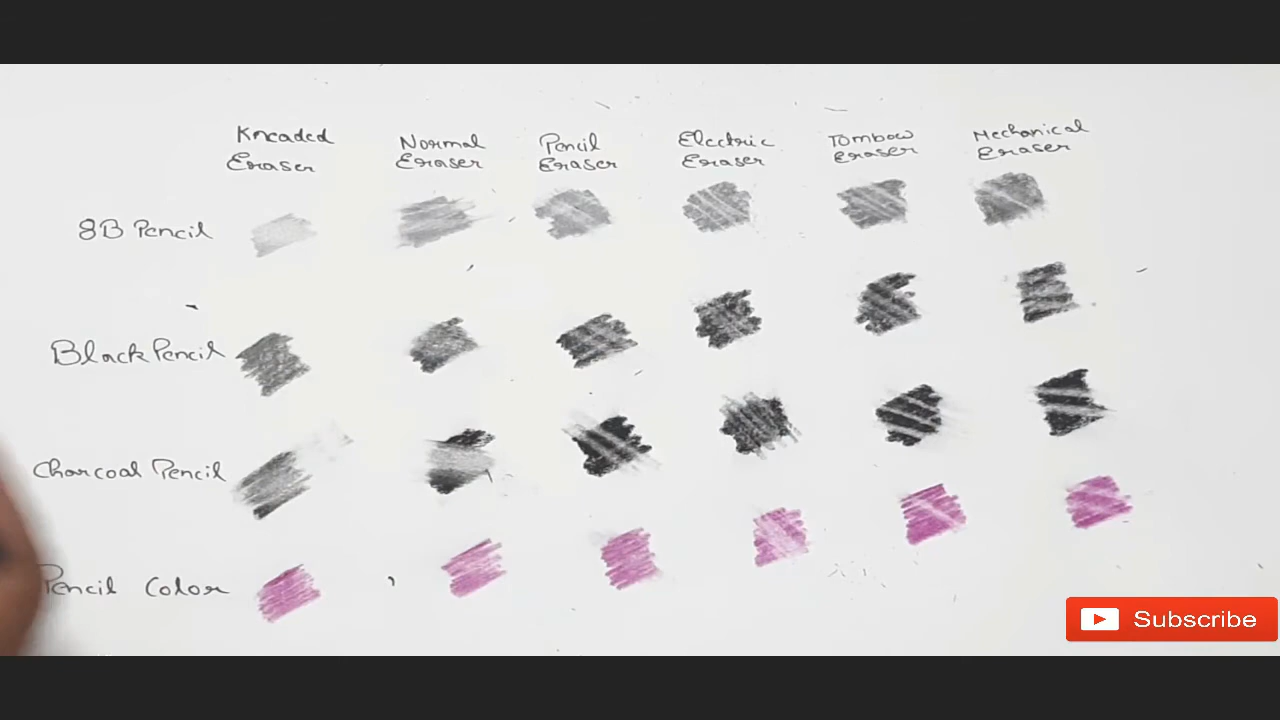 Kneaded
Eraser
Normal
Eraser
Pencil
Eraser
Electric
Eraser
Tombow
Eraser
Mechanical
Eraser
8B Pencil
Black Pencil
Charcoal Pencil
Pencil Color
Subscribe